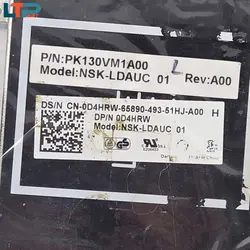 LTP
P/N:PK130VM1A00
Model:NSK-LDAUC 01 Rev:A00
DS/N CN-0D4HRW-65890-493-51HJ-A00 H
DP/N 0D4HRW
Model:NSK-LDAUC 01